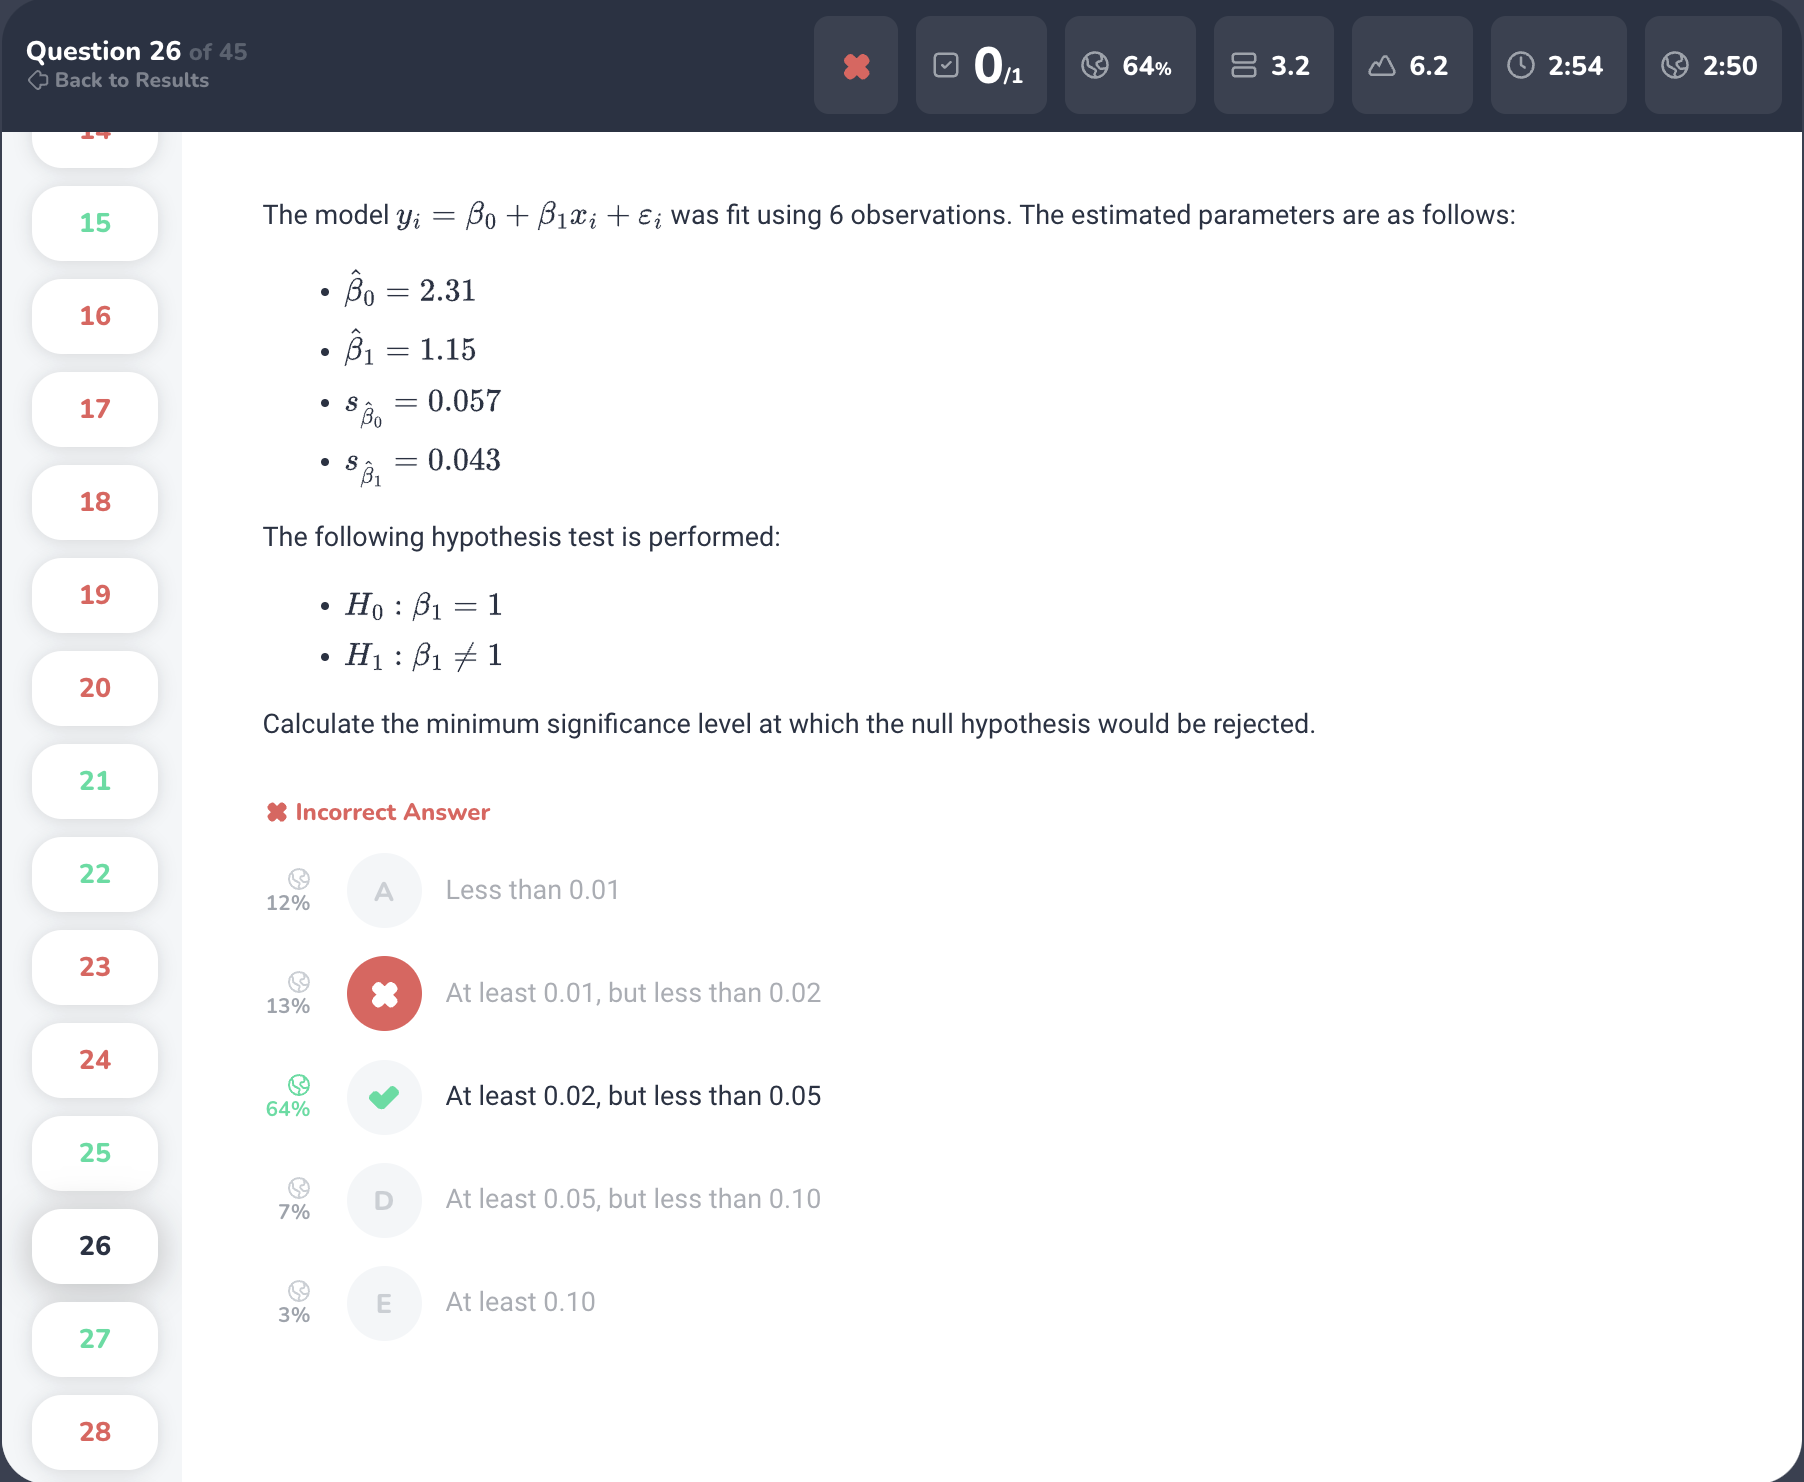 Question 26 of 45
Back to Results
0/1
64%
3.2
6.2
2:54
2:50
14
15
16
17
18
19
20
21
22
23
24
25
26
27
28
The model yᵢ = β₀ + β₁xᵢ + εᵢ was fit using 6 observations. The estimated parameters are as follows:
• β̂₀ = 2.31
• β̂₁ = 1.15
• s_β̂₀ = 0.057
• s_β̂₁ = 0.043
The following hypothesis test is performed:
• H₀ : β₁ = 1
• H₁ : β₁ ≠ 1
Calculate the minimum significance level at which the null hypothesis would be rejected.
Incorrect Answer
12% A Less than 0.01
13% At least 0.01, but less than 0.02
64% At least 0.02, but less than 0.05
7% D At least 0.05, but less than 0.10
3% E At least 0.10